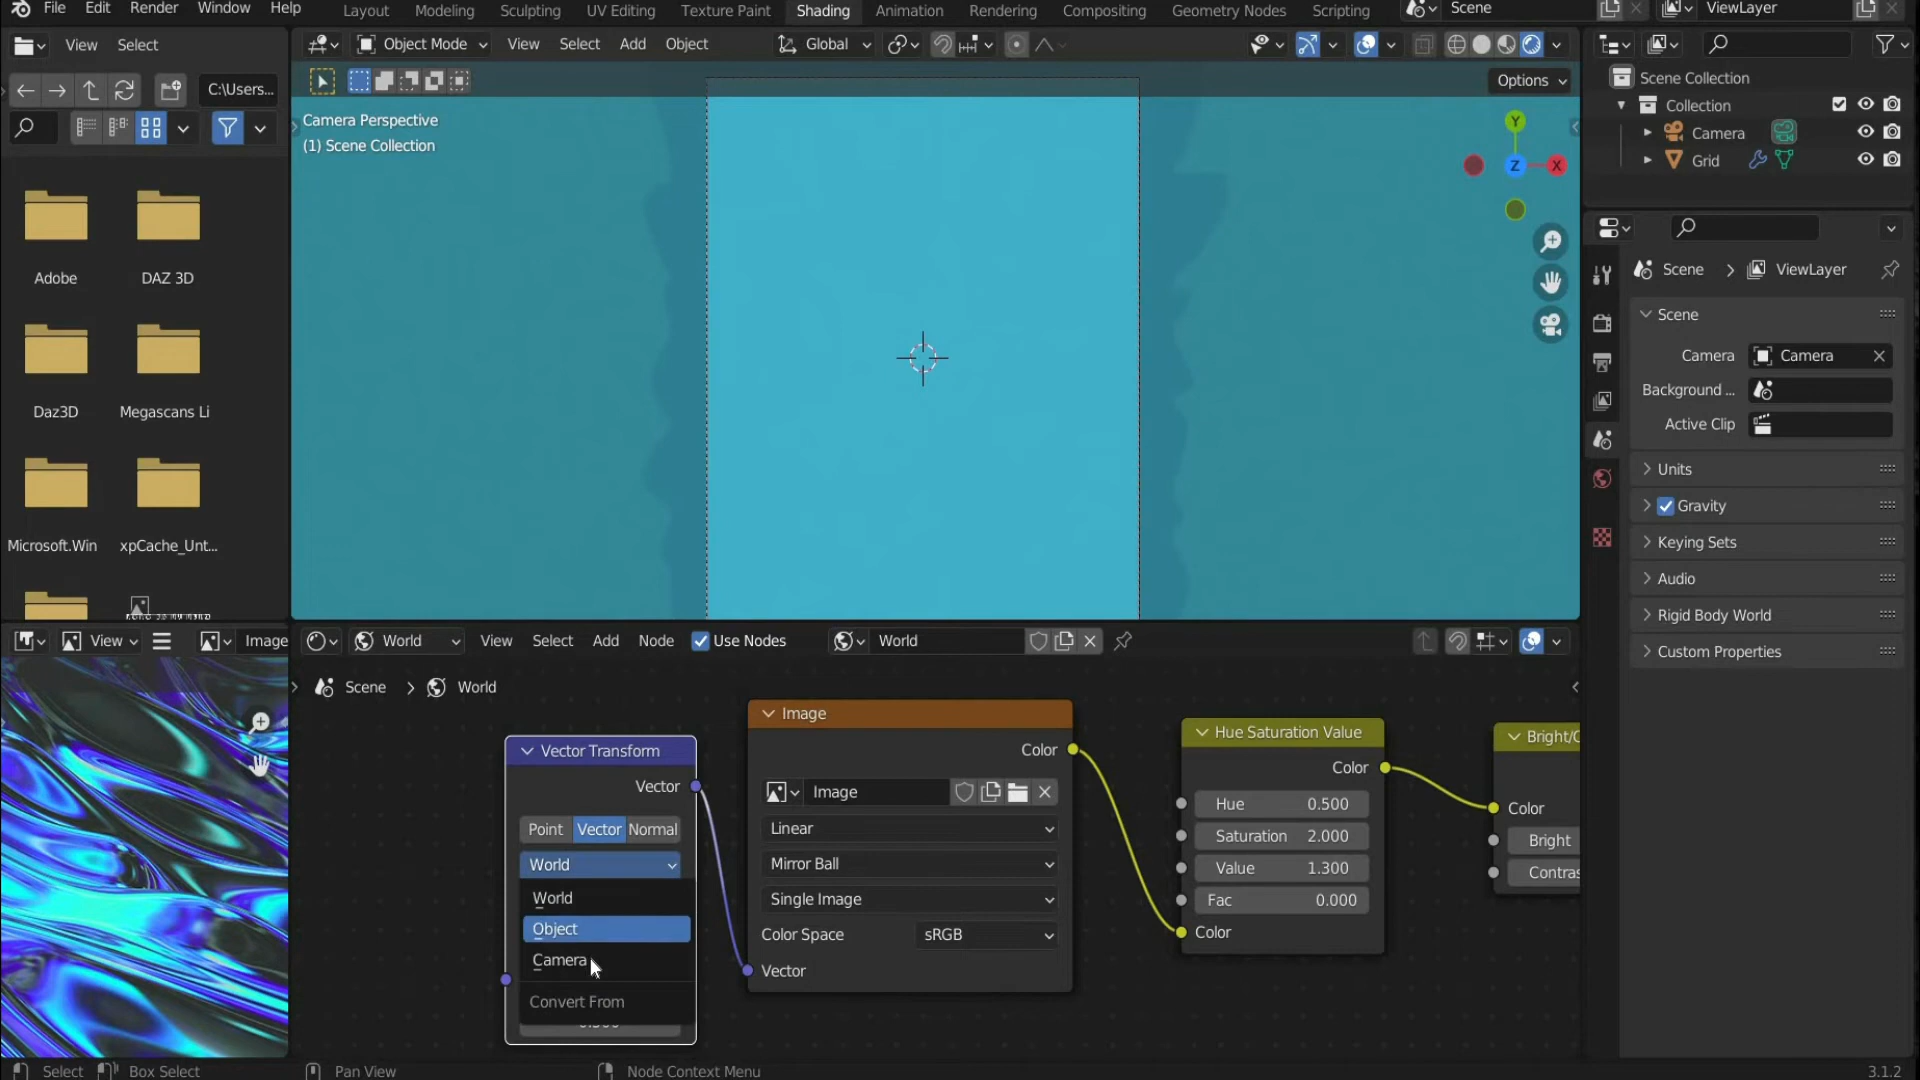 File Edit Render Window Help Layout Modeling Sculpting UV Editing Texture Paint Shading Animation Rendering Compositing Geometry Nodes Scripting Scene ViewLayer
View Select
C:\Users...
Adobe DAZ 3D
Daz3D Megascans Li
Microsoft.Win xpCache_Unt...
Object Mode View Select Add Object Global
Options
Camera Perspective
(1) Scene Collection
Y
Z
X
Scene Collection
Collection
Camera
Grid
Scene > ViewLayer
Scene
Camera Camera
Background ...
Active Clip
Units
Gravity
Keying Sets
Audio
Rigid Body World
Custom Properties
View Image
World View Select Add Node Use Nodes World
Scene > World
Vector Transform
Vector
Point Vector Normal
World
World
Object
Camera
Convert From
Image
Color
Image
Linear
Mirror Ball
Single Image
Color Space sRGB
Vector
Hue Saturation Value
Color
Hue 0.500
Saturation 2.000
Value 1.300
Fac 0.000
Color
Bright/C
Color
Bright
Contras
Select Box Select Pan View Node Context Menu 3.1.2